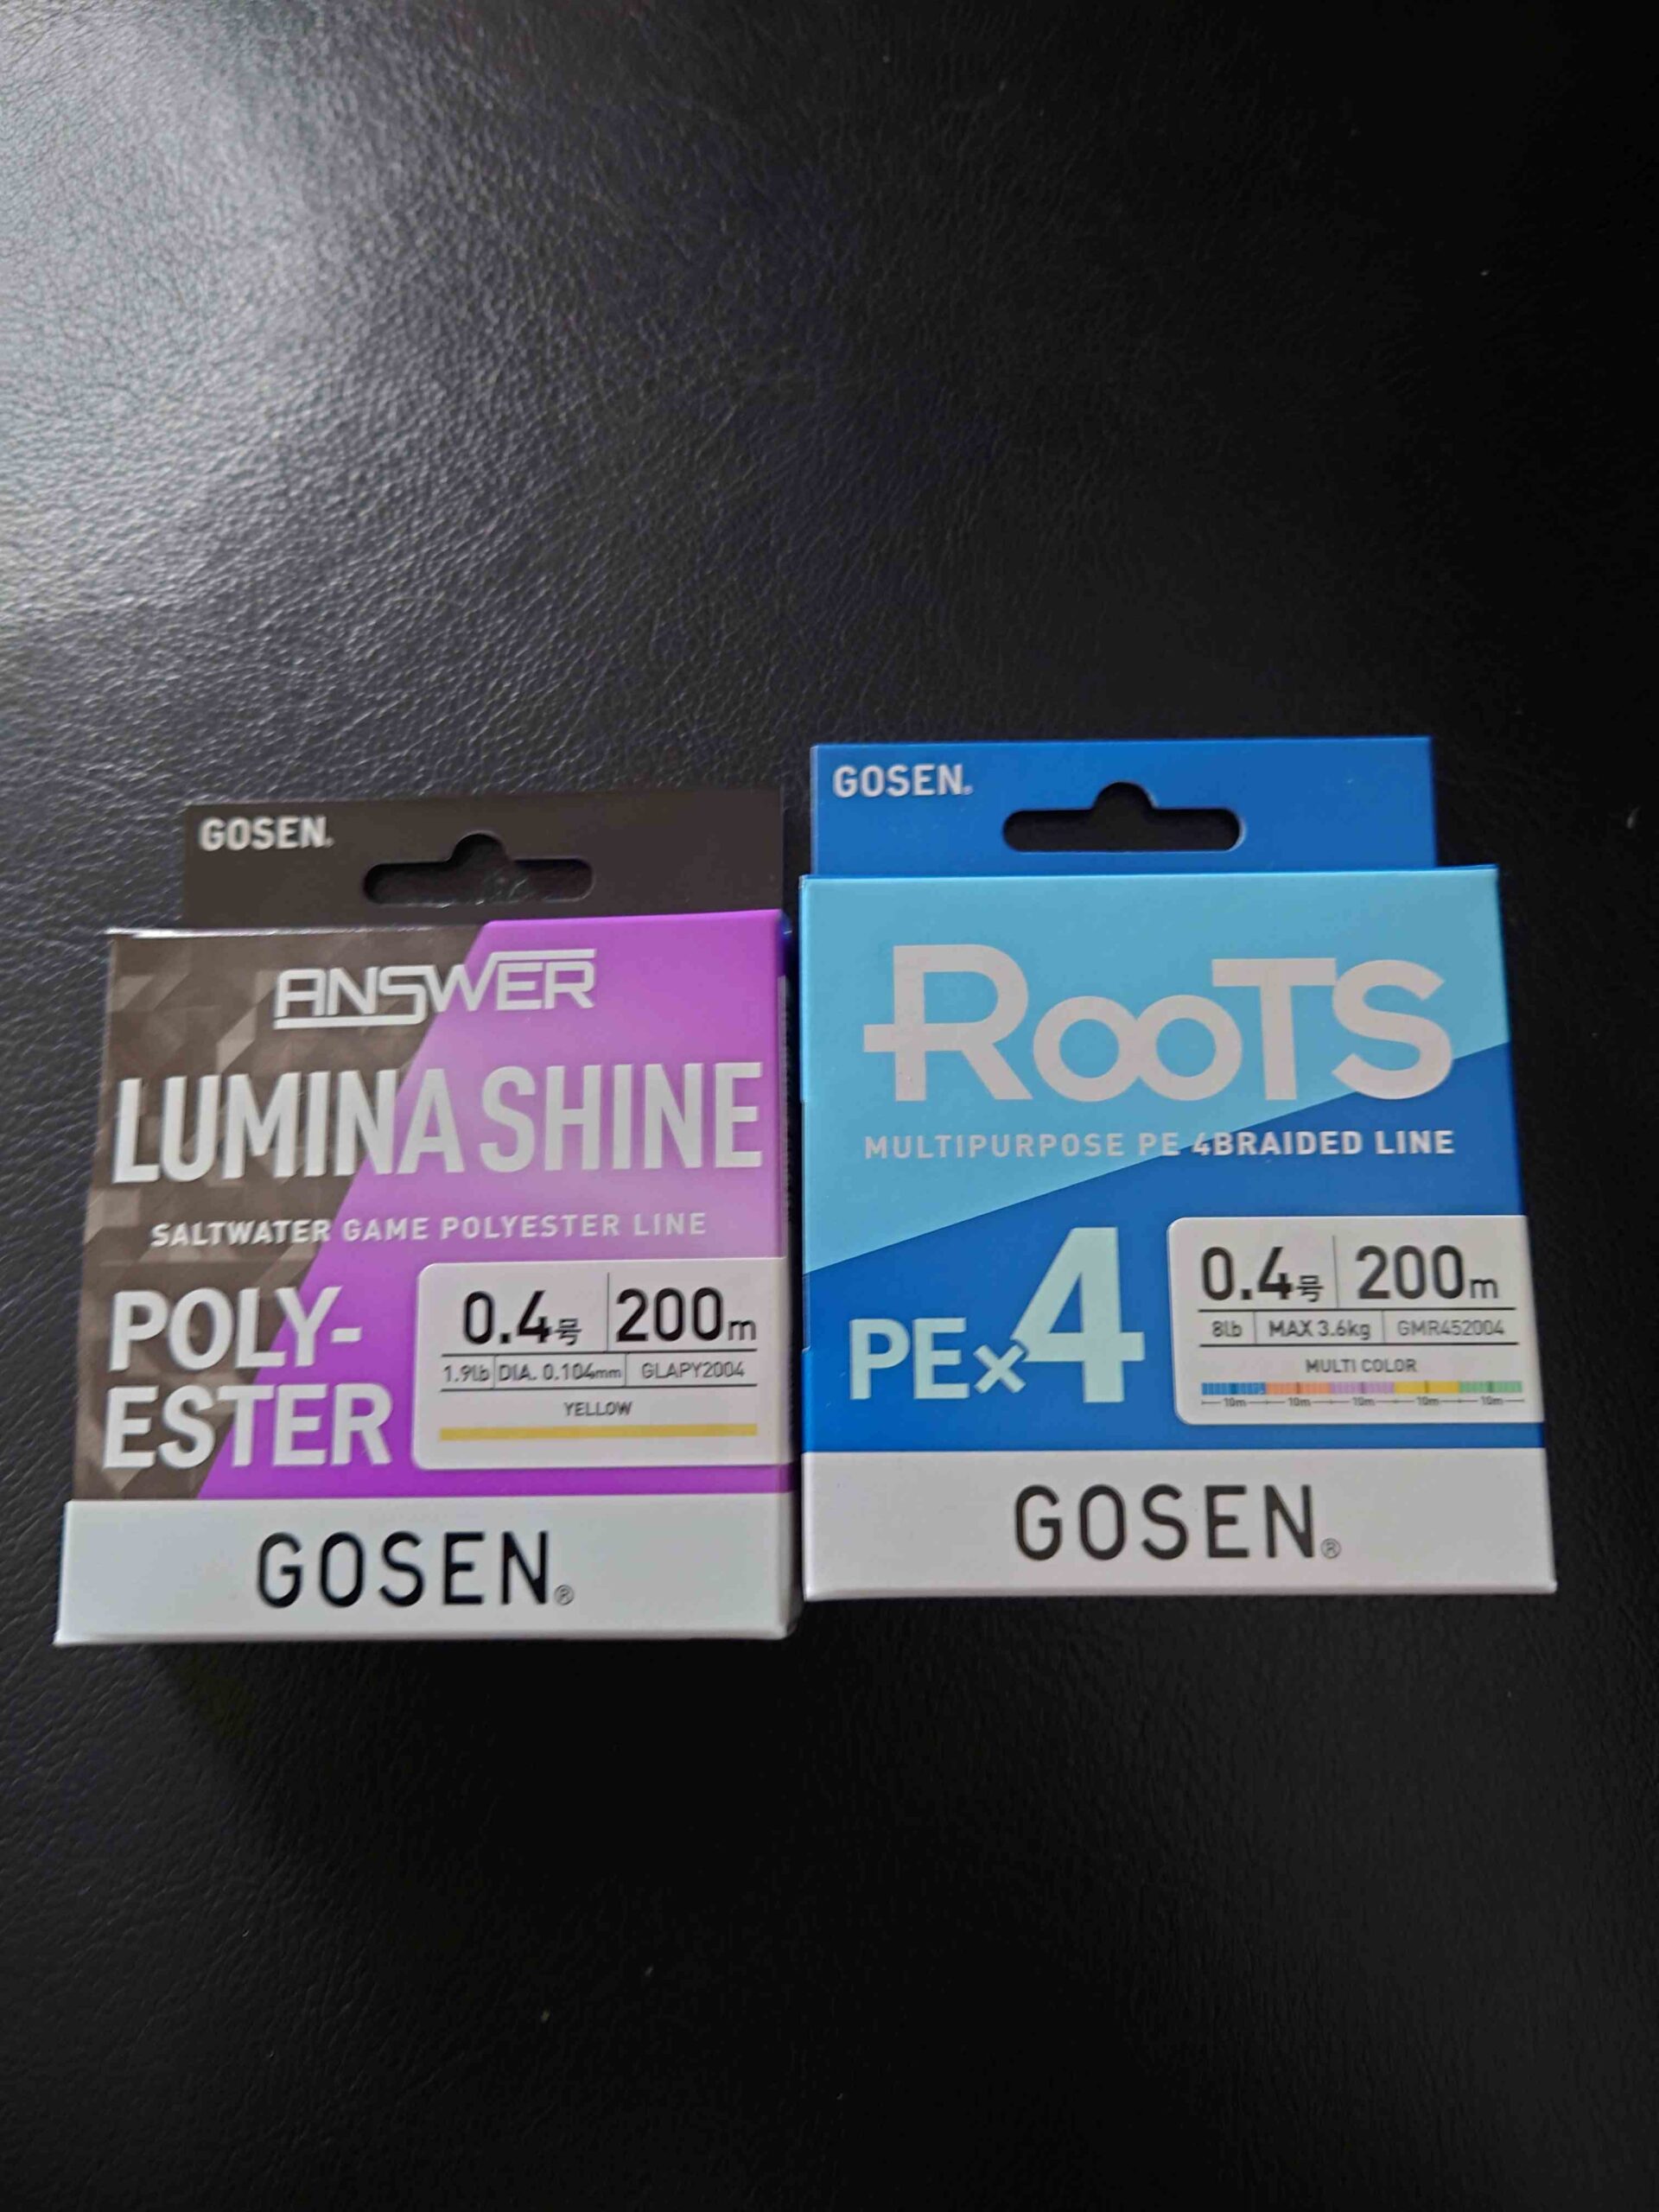 GOSEN®
ANSWER
LUMINA SHINE
SALTWATER GAME POLYESTER LINE
POLY-
ESTER
0.4号 200m
1.9lb DIA. 0.104mm GLAPY2004
YELLOW
GOSEN®
GOSEN®
RooTS
MULTIPURPOSE PE 4BRAIDED LINE
PE×4
0.4号 200m
8lb MAX 3.6kg GMR452004
MULTI COLOR
10m 10m 10m 10m 10m
GOSEN®